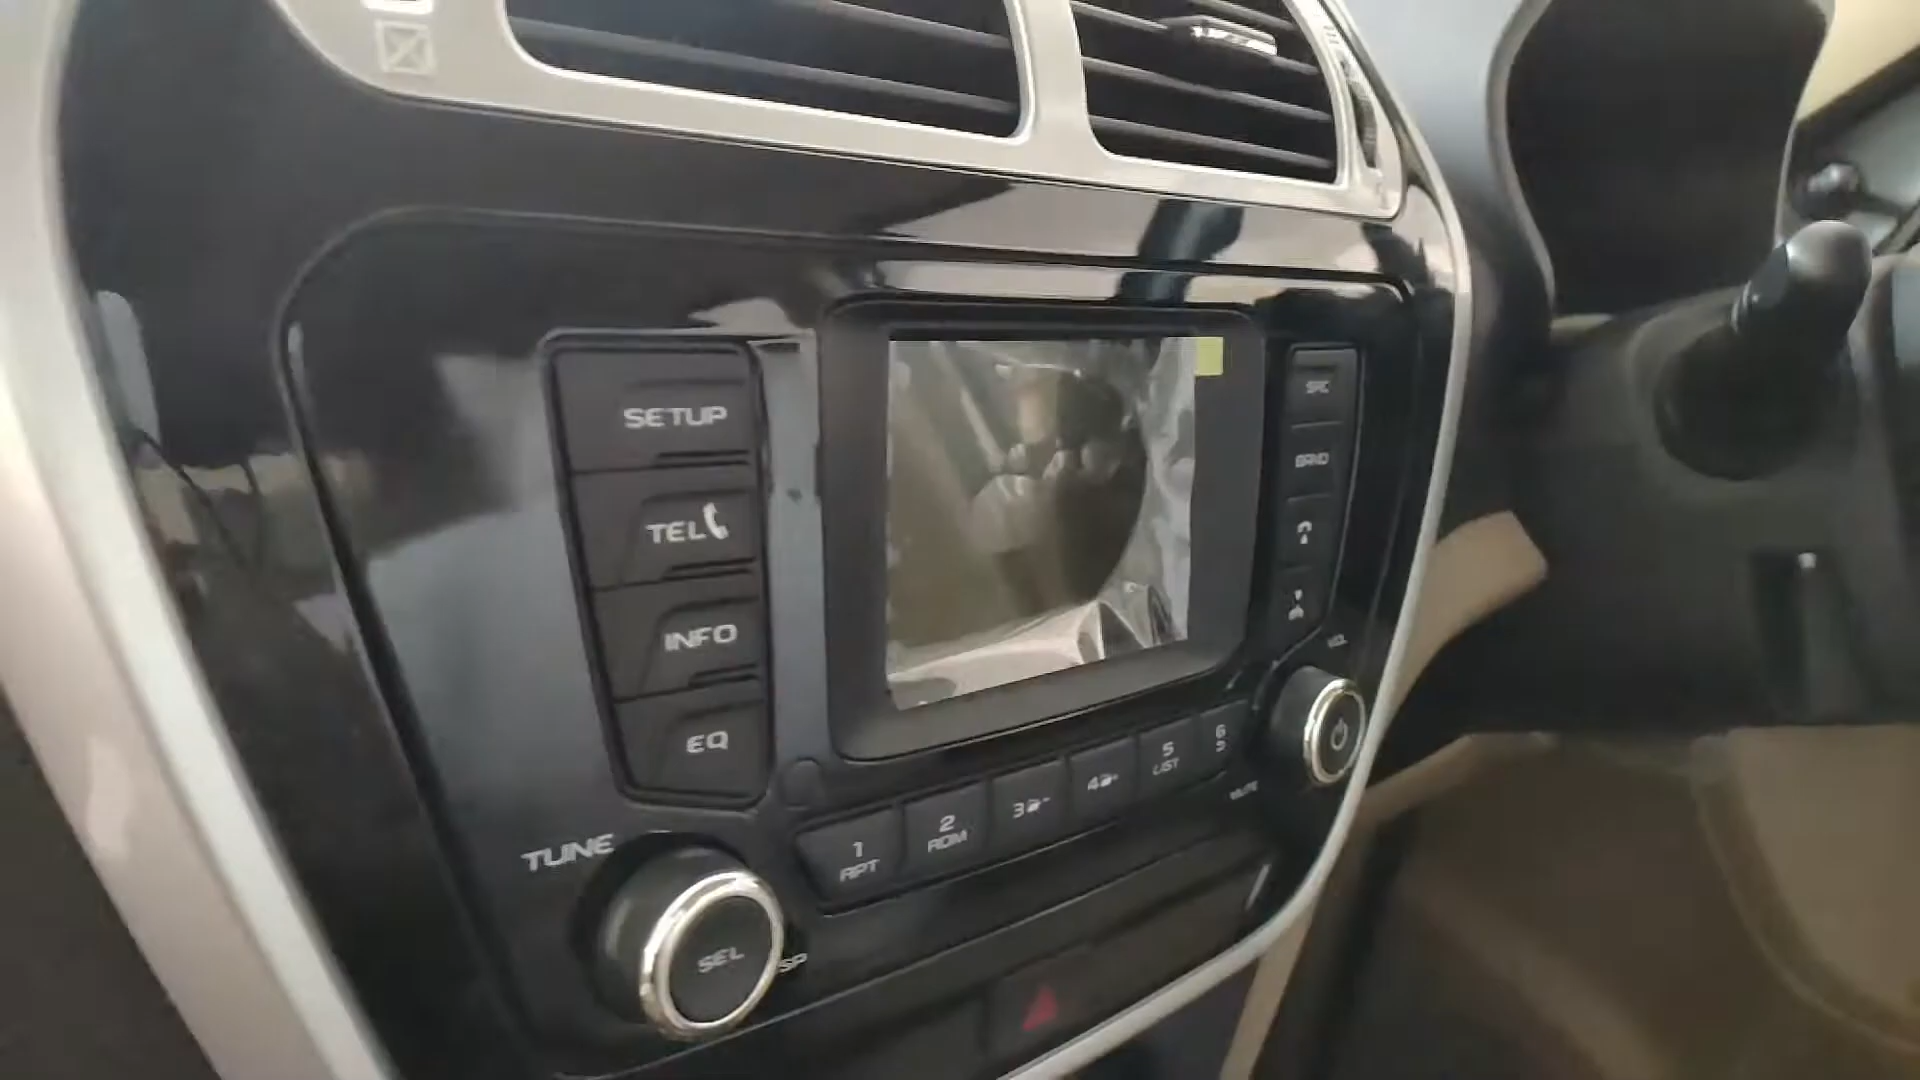 SETUP
TEL
INFO
EQ
TUNE
SEL
SRC
BAND
VOL
1
RPT
2
RDM
3
4
5
LIST
6
MUTE